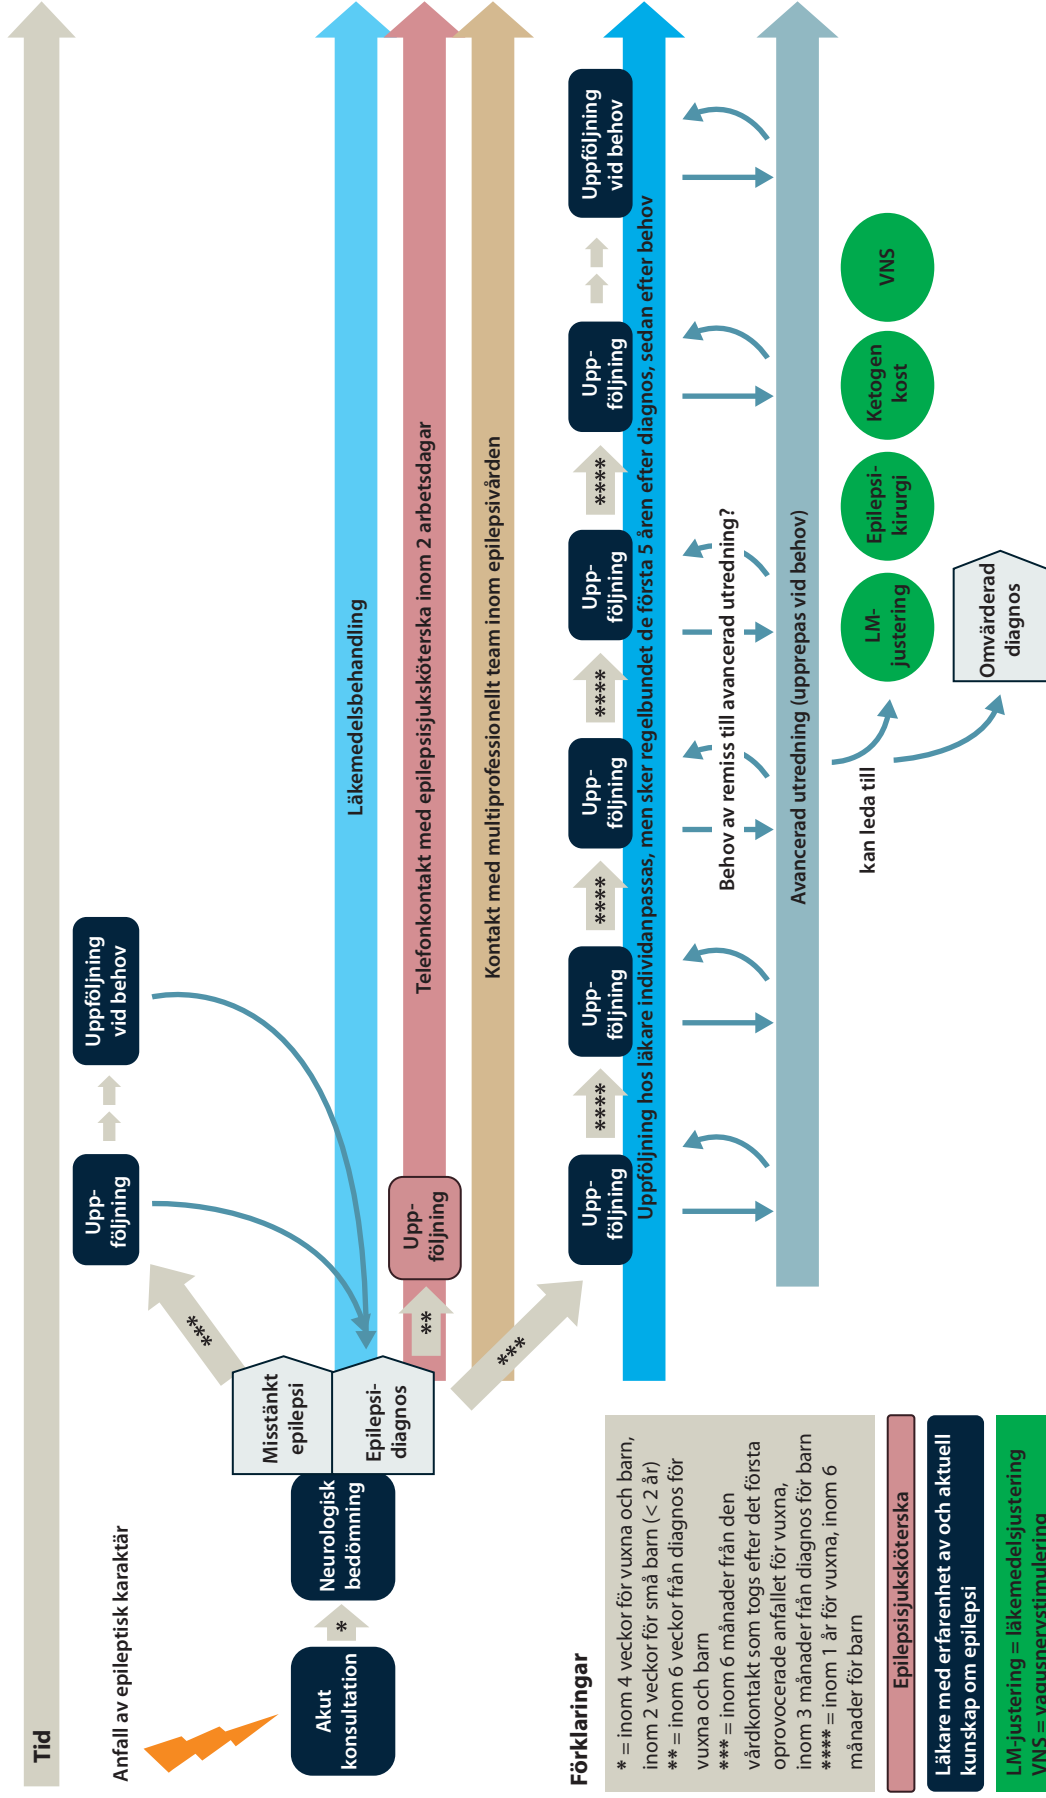 Tid
Anfall av epileptisk karaktär
Akut
konsultation
*
Neurologisk
bedömning
Misstänkt
epilepsi
Epilepsi-
diagnos
***
Upp-
följning
Uppföljning
vid behov
Läkemedelsbehandling
**
Upp-
följning
Telefonkontakt med epilepsisjuksköterska inom 2 arbetsdagar
Kontakt med multiprofessionellt team inom epilepsivården
***
Upp-
följning
****
Upp-
följning
****
Upp-
följning
****
Upp-
följning
****
Upp-
följning
Uppföljning
vid behov
Uppföljning hos läkare individanpassas, men sker regelbundet de första 5 åren efter diagnos, sedan efter behov
Behov av remiss till avancerad utredning?
Avancerad utredning (upprepas vid behov)
kan leda till
LM-
justering
Epilepsi-
kirurgi
Ketogen
kost
VNS
Omvärderad
diagnos
Förklaringar
* = inom 4 veckor för vuxna och barn,
inom 2 veckor för små barn (< 2 år)
** = inom 6 veckor från diagnos för
vuxna och barn
*** = inom 6 månader från den
vårdkontakt som togs efter det första
oprovocerade anfallet för vuxna,
inom 3 månader från diagnos för barn
**** = inom 1 år för vuxna, inom 6
månader för barn
Epilepsisjuksköterska
Läkare med erfarenhet av och aktuell
kunskap om epilepsi
LM-justering = läkemedelsjustering
VNS = vagusnervstimulering